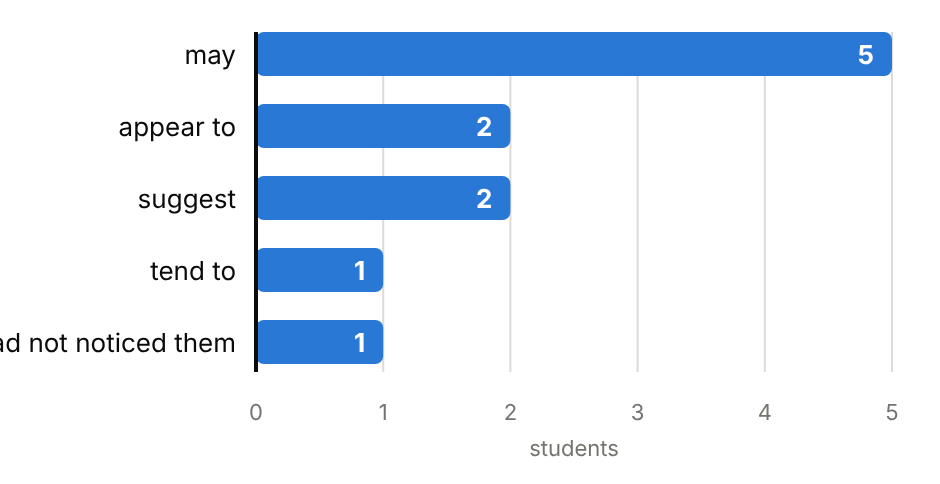 may 5
appear to 2
suggest 2
tend to 1
not noticed them 1
0 1 2 3 4 5
students